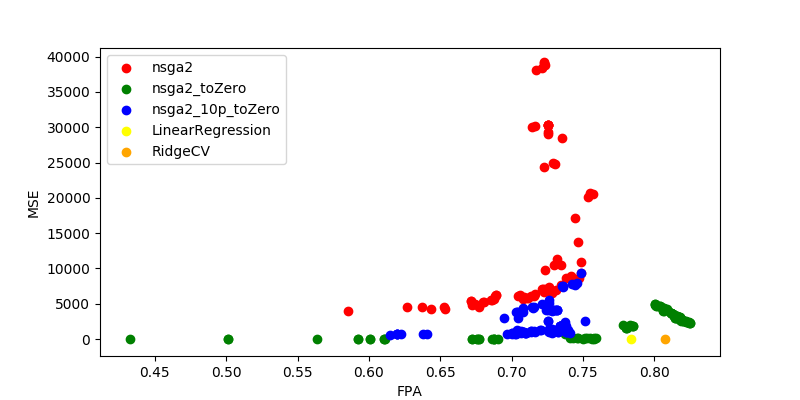 nsga2
nsga2_toZero
nsga2_10p_toZero
LinearRegression
RidgeCV
MSE
40000
35000
30000
25000
20000
15000
10000
5000
0
0.45 0.50 0.55 0.60 0.65 0.70 0.75 0.80
FPA